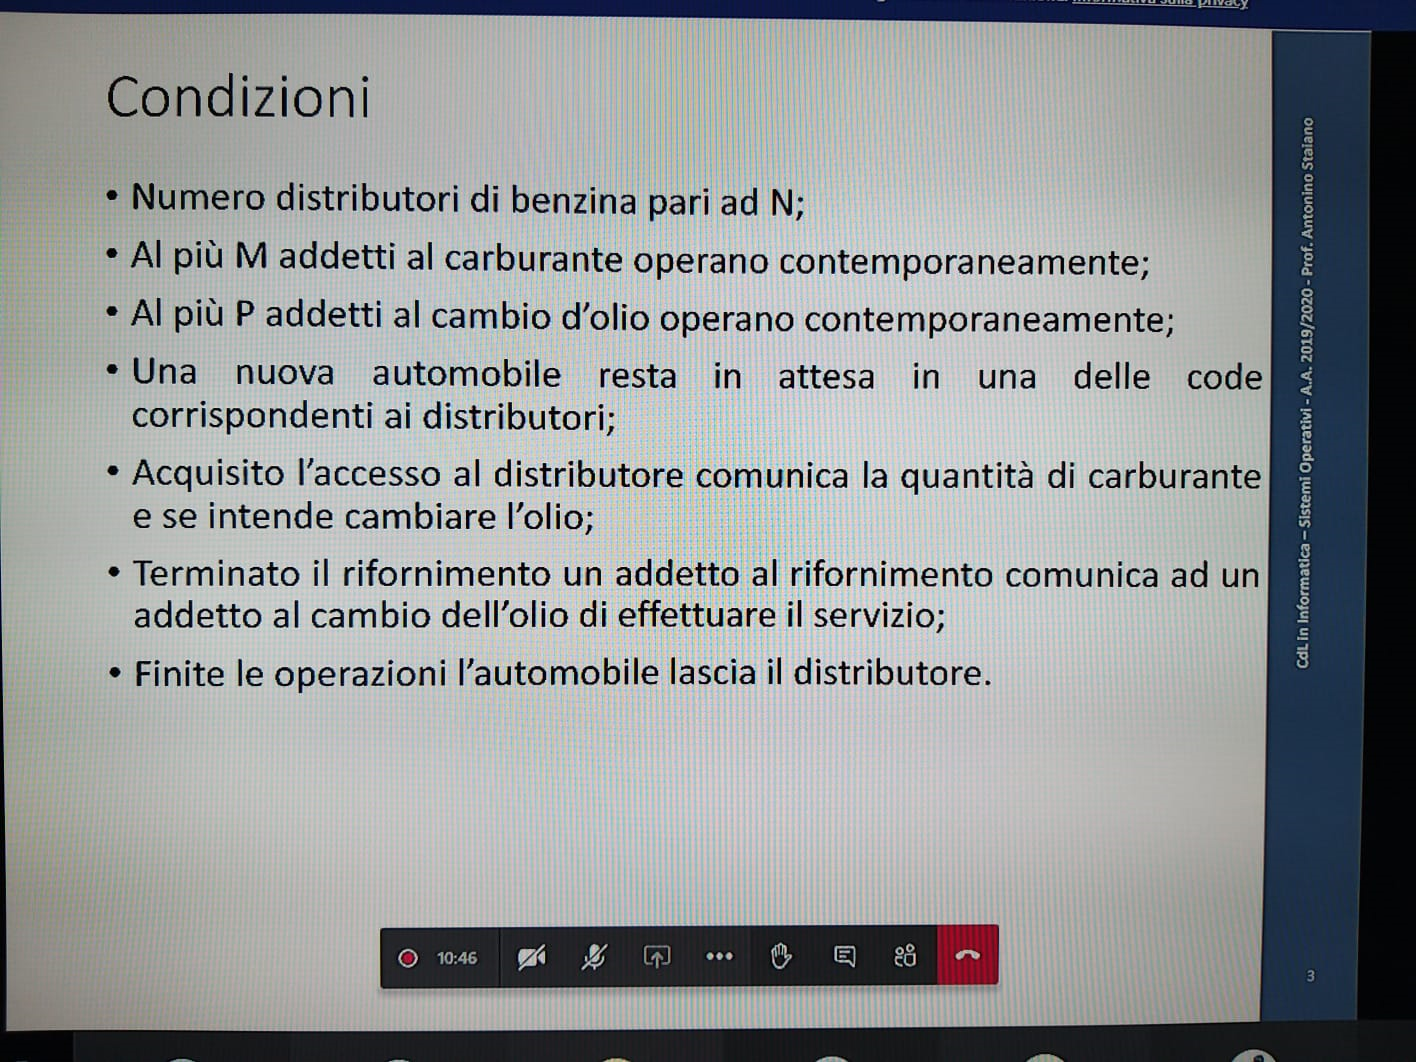 Condizioni
• Numero distributori di benzina pari ad N;
• Al più M addetti al carburante operano contemporaneamente;
• Al più P addetti al cambio d'olio operano contemporaneamente;
• Una nuova automobile resta in attesa in una delle code
corrispondenti ai distributori;
• Acquisito l'accesso al distributore comunica la quantità di carburante
e se intende cambiare l'olio;
• Terminato il rifornimento un addetto al rifornimento comunica ad un
addetto al cambio dell'olio di effettuare il servizio;
• Finite le operazioni l'automobile lascia il distributore.
CdL in Informatica – Sistemi Operativi - A.A. 2019/2020 - Prof. Antonino Staiano
10:46
3